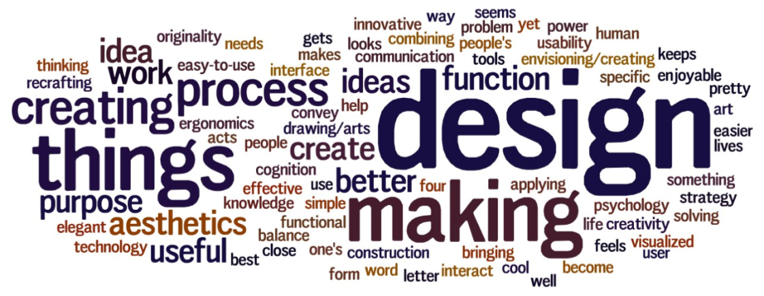 seems
way
innovative
problem
yet
power
originality
gets
combining
people's
usability
human
idea
needs
looks
thinking
makes
communication
tools
envisioning/creating
keeps
work
easy-to-use
interface
ideas
function
specific
enjoyable
recrafting
process
pretty
creating
convey
help
design
art
ergonomics
drawing/arts
easier
acts
people
create
lives
things
cognition
something
effective
use
better
four
applying
strategy
purpose
knowledge
simple
making
psychology
solving
elegant
aesthetics
functional
life
creativity
balance
feels
visualized
technology
useful
best
close
one's
construction
bringing
user
form
word
letter
interact
cool
become
well